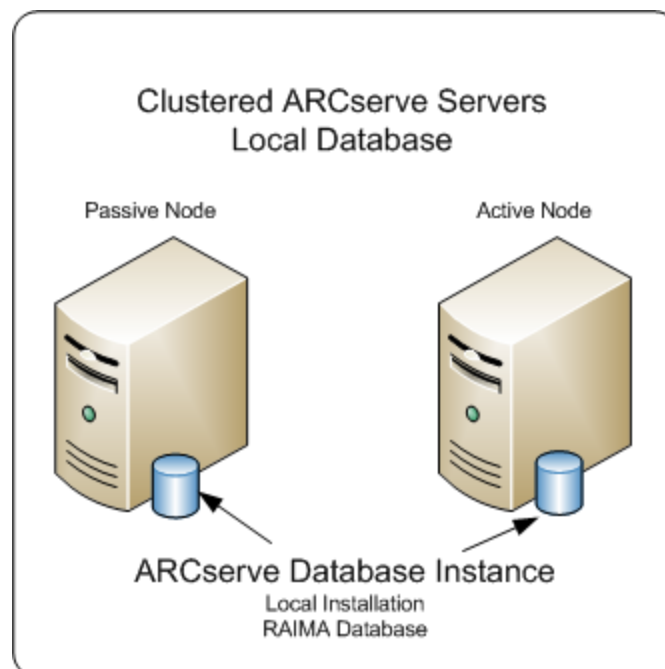 Clustered ARCserve Servers
Local Database
Passive Node
Active Node
ARCserve Database Instance
Local Installation
RAIMA Database